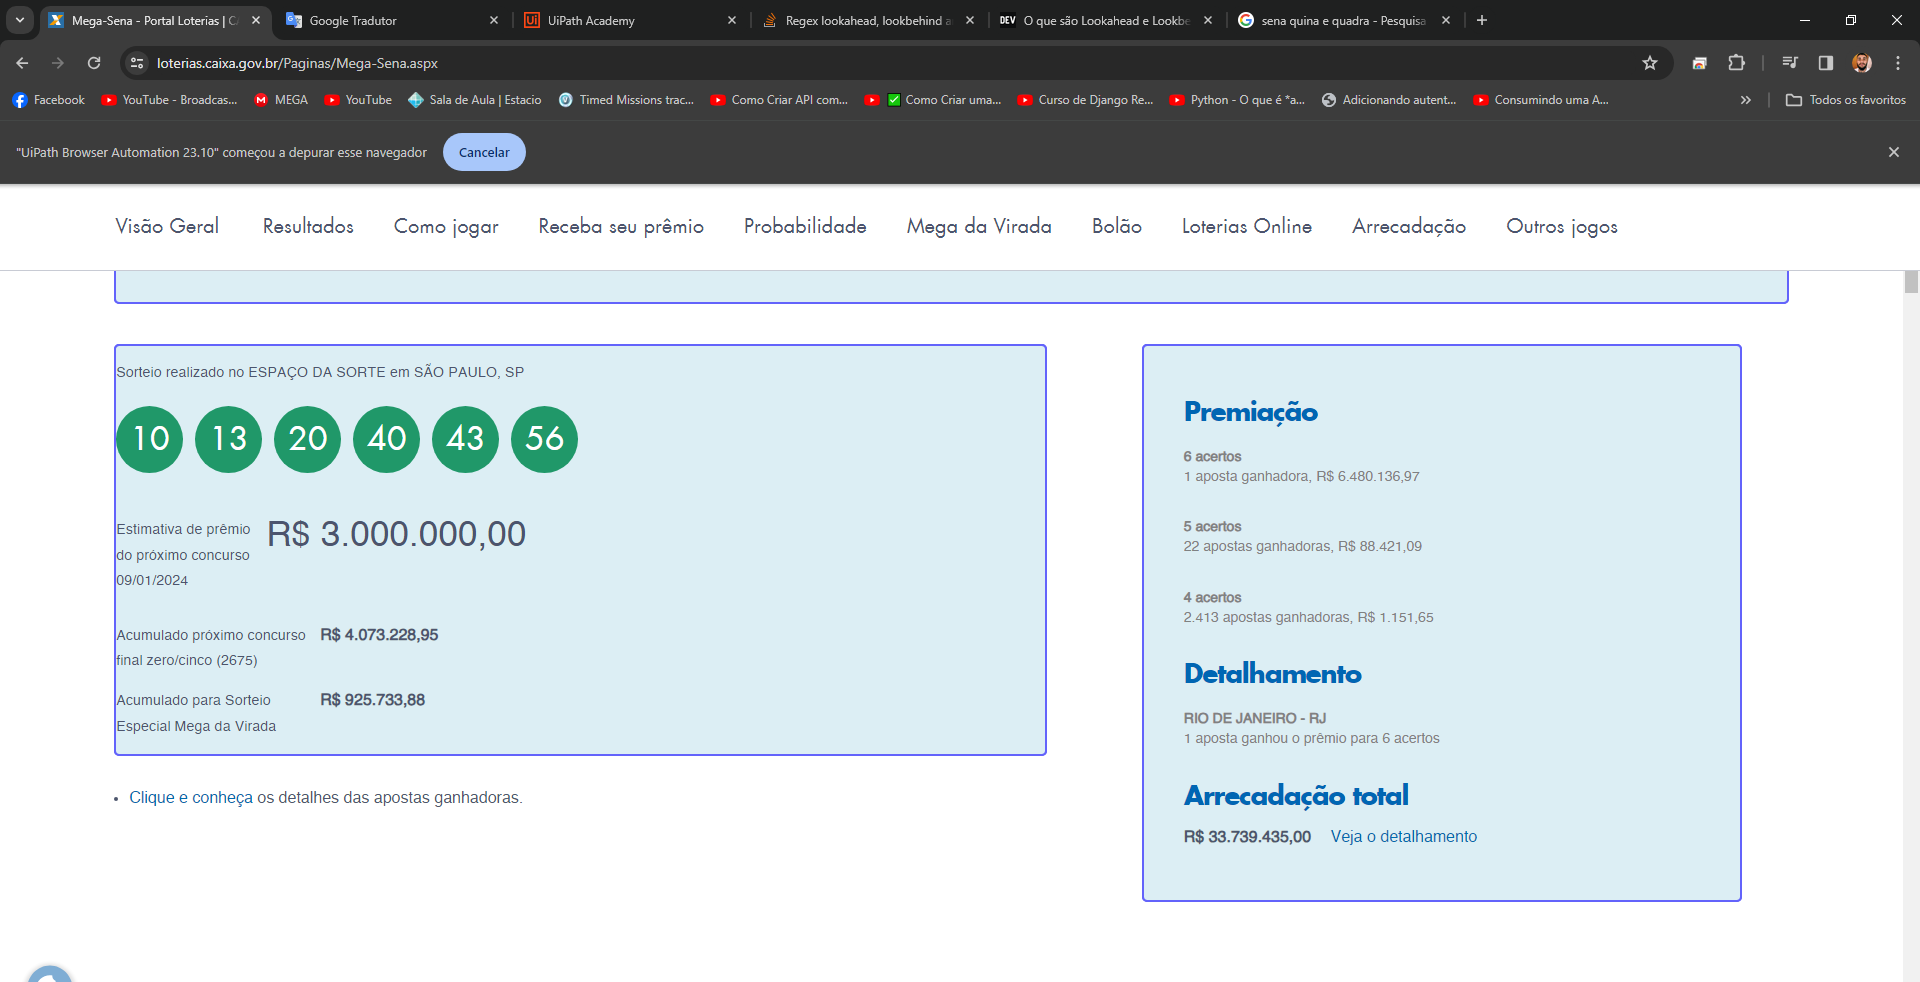 Mega-Sena - Portal Loterias | C
Google Tradutor
Ui
UiPath Academy
Regex lookahead, lookbehind a
DEV
O que são Lookahead e Lookbe
sena quina e quadra - Pesquisa
loterias.caixa.gov.br/Paginas/Mega-Sena.aspx
Facebook
YouTube - Broadcas...
MEGA
YouTube
Sala de Aula | Estacio
Timed Missions trac...
Como Criar API com...
Como Criar uma...
Curso de Django Re...
Python - O que é *a...
Adicionando autent...
Consumindo uma A...
Todos os favoritos
"UiPath Browser Automation 23.10" começou a depurar esse navegador
Cancelar
Visão Geral
Resultados
Como jogar
Receba seu prêmio
Probabilidade
Mega da Virada
Bolão
Loterias Online
Arrecadação
Outros jogos
Sorteio realizado no ESPAÇO DA SORTE em SÃO PAULO, SP
10 13 20 40 43 56
Estimativa de prêmio
do próximo concurso
09/01/2024
R$ 3.000.000,00
Acumulado próximo concurso
final zero/cinco (2675)
R$ 4.073.228,95
Acumulado para Sorteio
Especial Mega da Virada
R$ 925.733,88
• Clique e conheça os detalhes das apostas ganhadoras.
Premiação
6 acertos
1 aposta ganhadora, R$ 6.480.136,97
5 acertos
22 apostas ganhadoras, R$ 88.421,09
4 acertos
2.413 apostas ganhadoras, R$ 1.151,65
Detalhamento
RIO DE JANEIRO - RJ
1 aposta ganhou o prêmio para 6 acertos
Arrecadação total
R$ 33.739.435,00
Veja o detalhamento